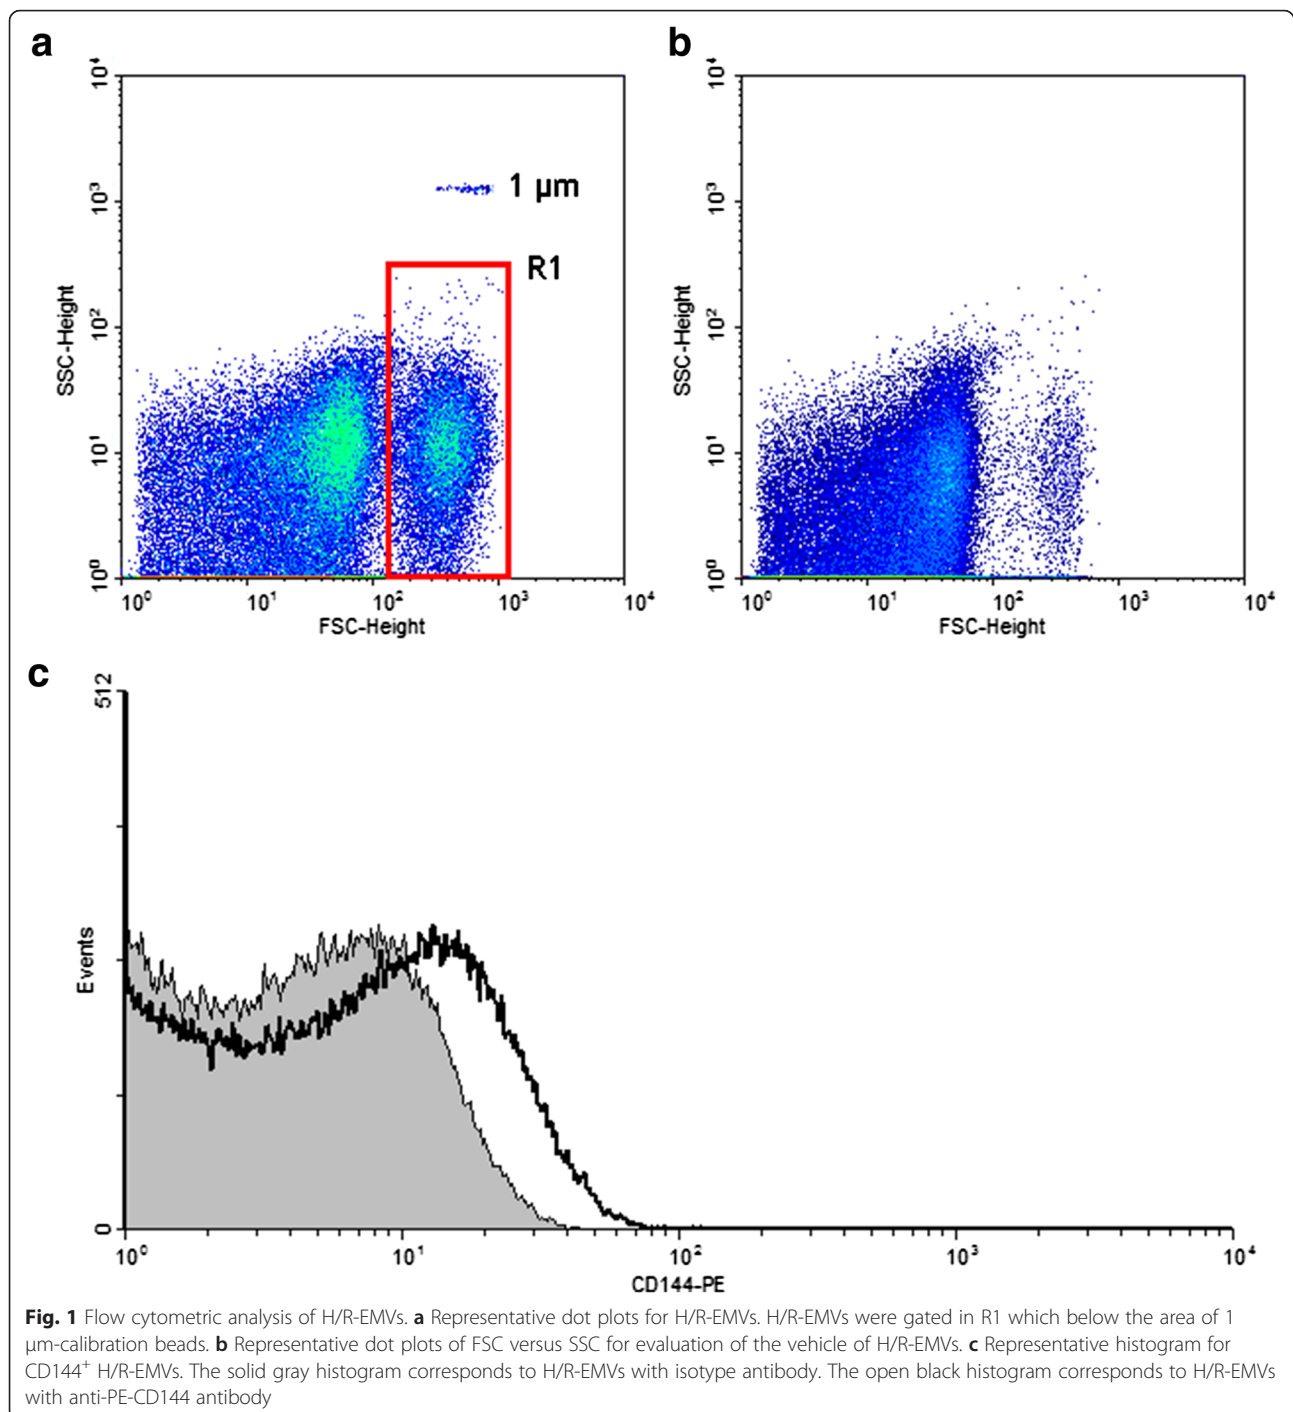 a
b
10⁴
10³
10²
10¹
10⁰
SSC-Height
1 µm
R1
10⁰ 10¹ 10² 10³ 10⁴
FSC-Height
10⁴
10³
10²
10¹
10⁰
SSC-Height
10⁰ 10¹ 10² 10³ 10⁴
FSC-Height
c
512
Events
0
10⁰ 10¹ 10² 10³ 10⁴
CD144-PE
Fig. 1 Flow cytometric analysis of H/R-EMVs. a Representative dot plots for H/R-EMVs. H/R-EMVs were gated in R1 which below the area of 1
µm-calibration beads. b Representative dot plots of FSC versus SSC for evaluation of the vehicle of H/R-EMVs. c Representative histogram for
CD144⁺ H/R-EMVs. The solid gray histogram corresponds to H/R-EMVs with isotype antibody. The open black histogram corresponds to H/R-EMVs
with anti-PE-CD144 antibody